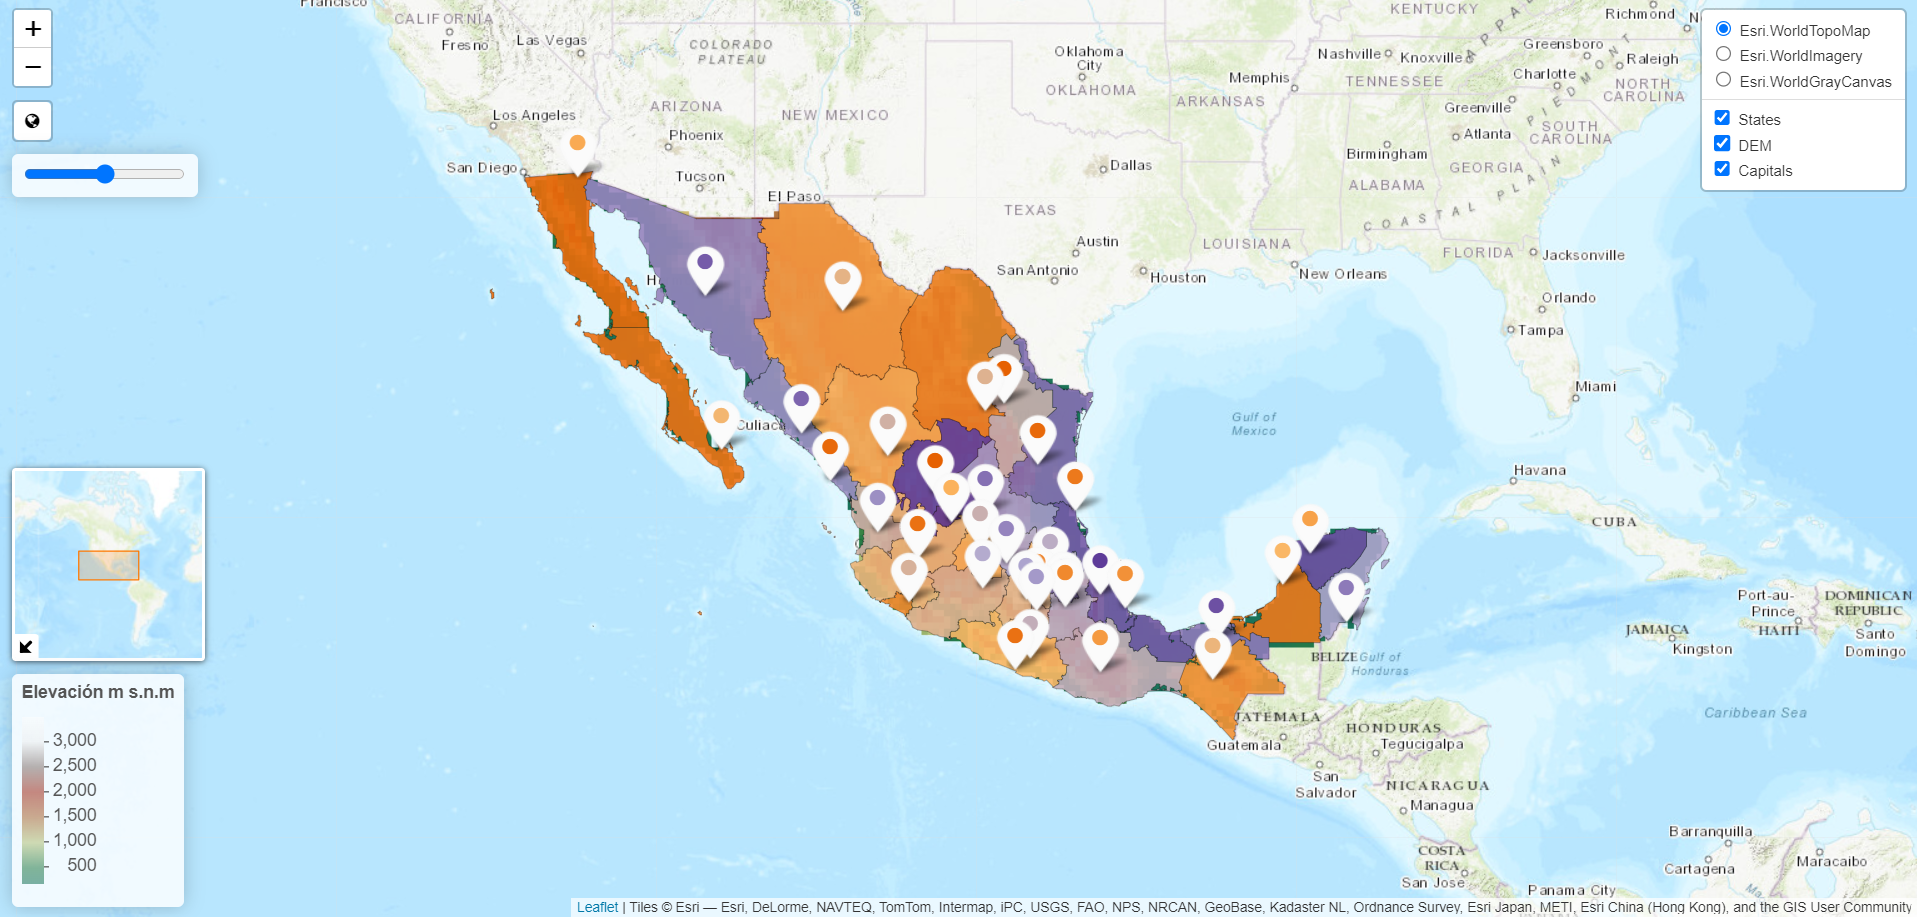 +
−
Esri.WorldTopoMap
Esri.WorldImagery
Esri.WorldGrayCanvas
States
DEM
Capitals
Francisco
CALIFORNIA
Fresno
Las Vegas
COLORADO
PLATEAU
Oklahoma
City
OKLAHOMA
KENTUCKY
Richmond
Nashville
Knoxville
Greensboro
Raleigh
Memphis
TENNESSEE
Charlotte
NORTH
CAROLINA
ARKANSAS
Greenville
PIEDMONT
Los Angeles
ARIZONA
NEW MEXICO
Phoenix
Atlanta
SOUTH
CAROLINA
Birmingham
GEORGIA
San Diego
Tucson
Dallas
ALABAMA
COASTAL PLAIN
El Paso
TEXAS
Austin
LOUISIANA
FLORIDA
Jacksonville
San Antonio
Houston
New Orleans
Orlando
Tampa
Miami
Gulf of
Mexico
Havana
CUBA
Port-au-
Prince
DOMINICAN
REPUBLIC
JAMAICA
HAITI
Kingston
Santo
Domingo
BELIZE
Gulf of
Honduras
Caribbean Sea
HONDURAS
Guatemala
Tegucigalpa
San
Salvador
NICARAGUA
Managua
Barranquilla
COSTA
RICA
Cartagena
Maracaibo
San Jose
Panama City
Elevación m s.n.m
3,000
2,500
2,000
1,500
1,000
500
Leaflet | Tiles © Esri — Esri, DeLorme, NAVTEQ, TomTom, Intermap, iPC, USGS, FAO, NPS, NRCAN, GeoBase, Kadaster NL, Ordnance Survey, Esri Japan, METI, Esri China (Hong Kong), and the GIS User Community